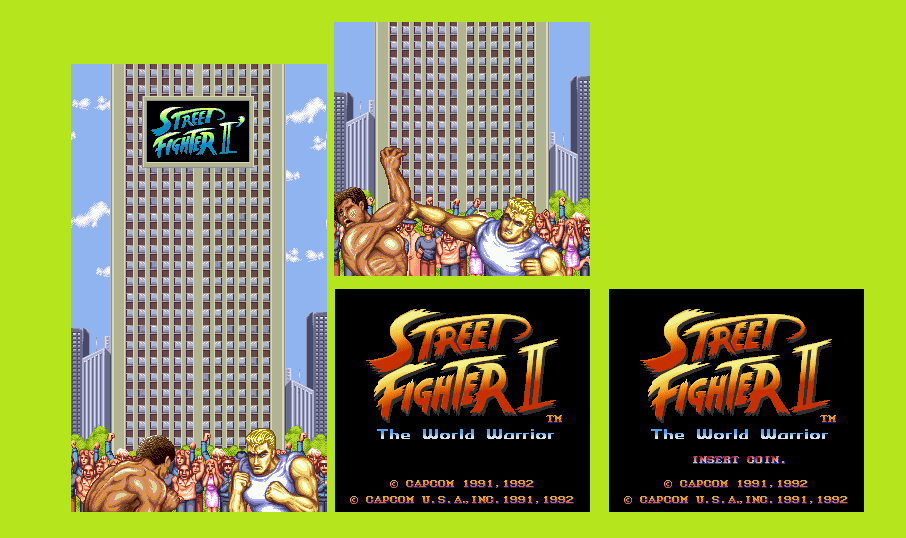 STREET
FIGHTER II'
STREET
FIGHTER II
TM
The World Warrior
© CAPCOM 1991,1992
© CAPCOM U.S.A.,INC.1991,1992
STREET
FIGHTER II
TM
The World Warrior
INSERT COIN.
© CAPCOM 1991,1992
© CAPCOM U.S.A.,INC.1991,1992